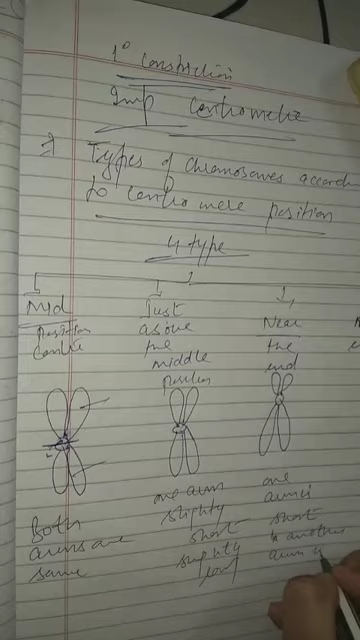 1° constriction
Imp Centromere
Types of chromosomes accord
to centromere position
4 type
Mid
position
centre
Just
above
the
middle
position
Near
the
end
Both
arms are
same
one arm
slightly
short
slightly
long
one
arm is
short
& another
arm is